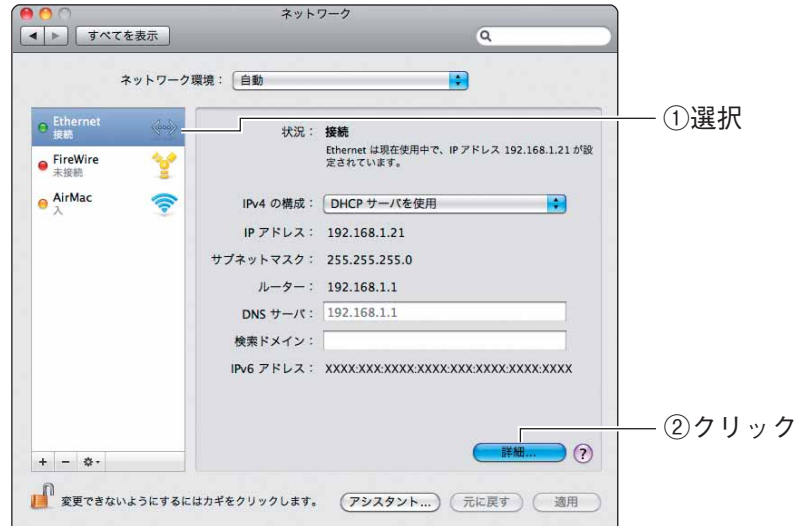 ネットワーク
すべてを表示
ネットワーク環境： 自動
Ethernet
接続
FireWire
未接続
AirMac
入
①選択
状況： 接続
Ethernet は現在使用中で、IP アドレス 192.168.1.21 が設
定されています。
IPv4 の構成： DHCP サーバを使用
IP アドレス： 192.168.1.21
サブネットマスク： 255.255.255.0
ルーター： 192.168.1.1
DNS サーバ： 192.168.1.1
検索ドメイン：
IPv6 アドレス： XXXX:XXX:XXXX:XXXX:XXX:XXXX:XXXX:XXXX
②クリック
詳細... ?
+ −
変更できないようにするにはカギをクリックします。 アシスタント... 元に戻す 適用